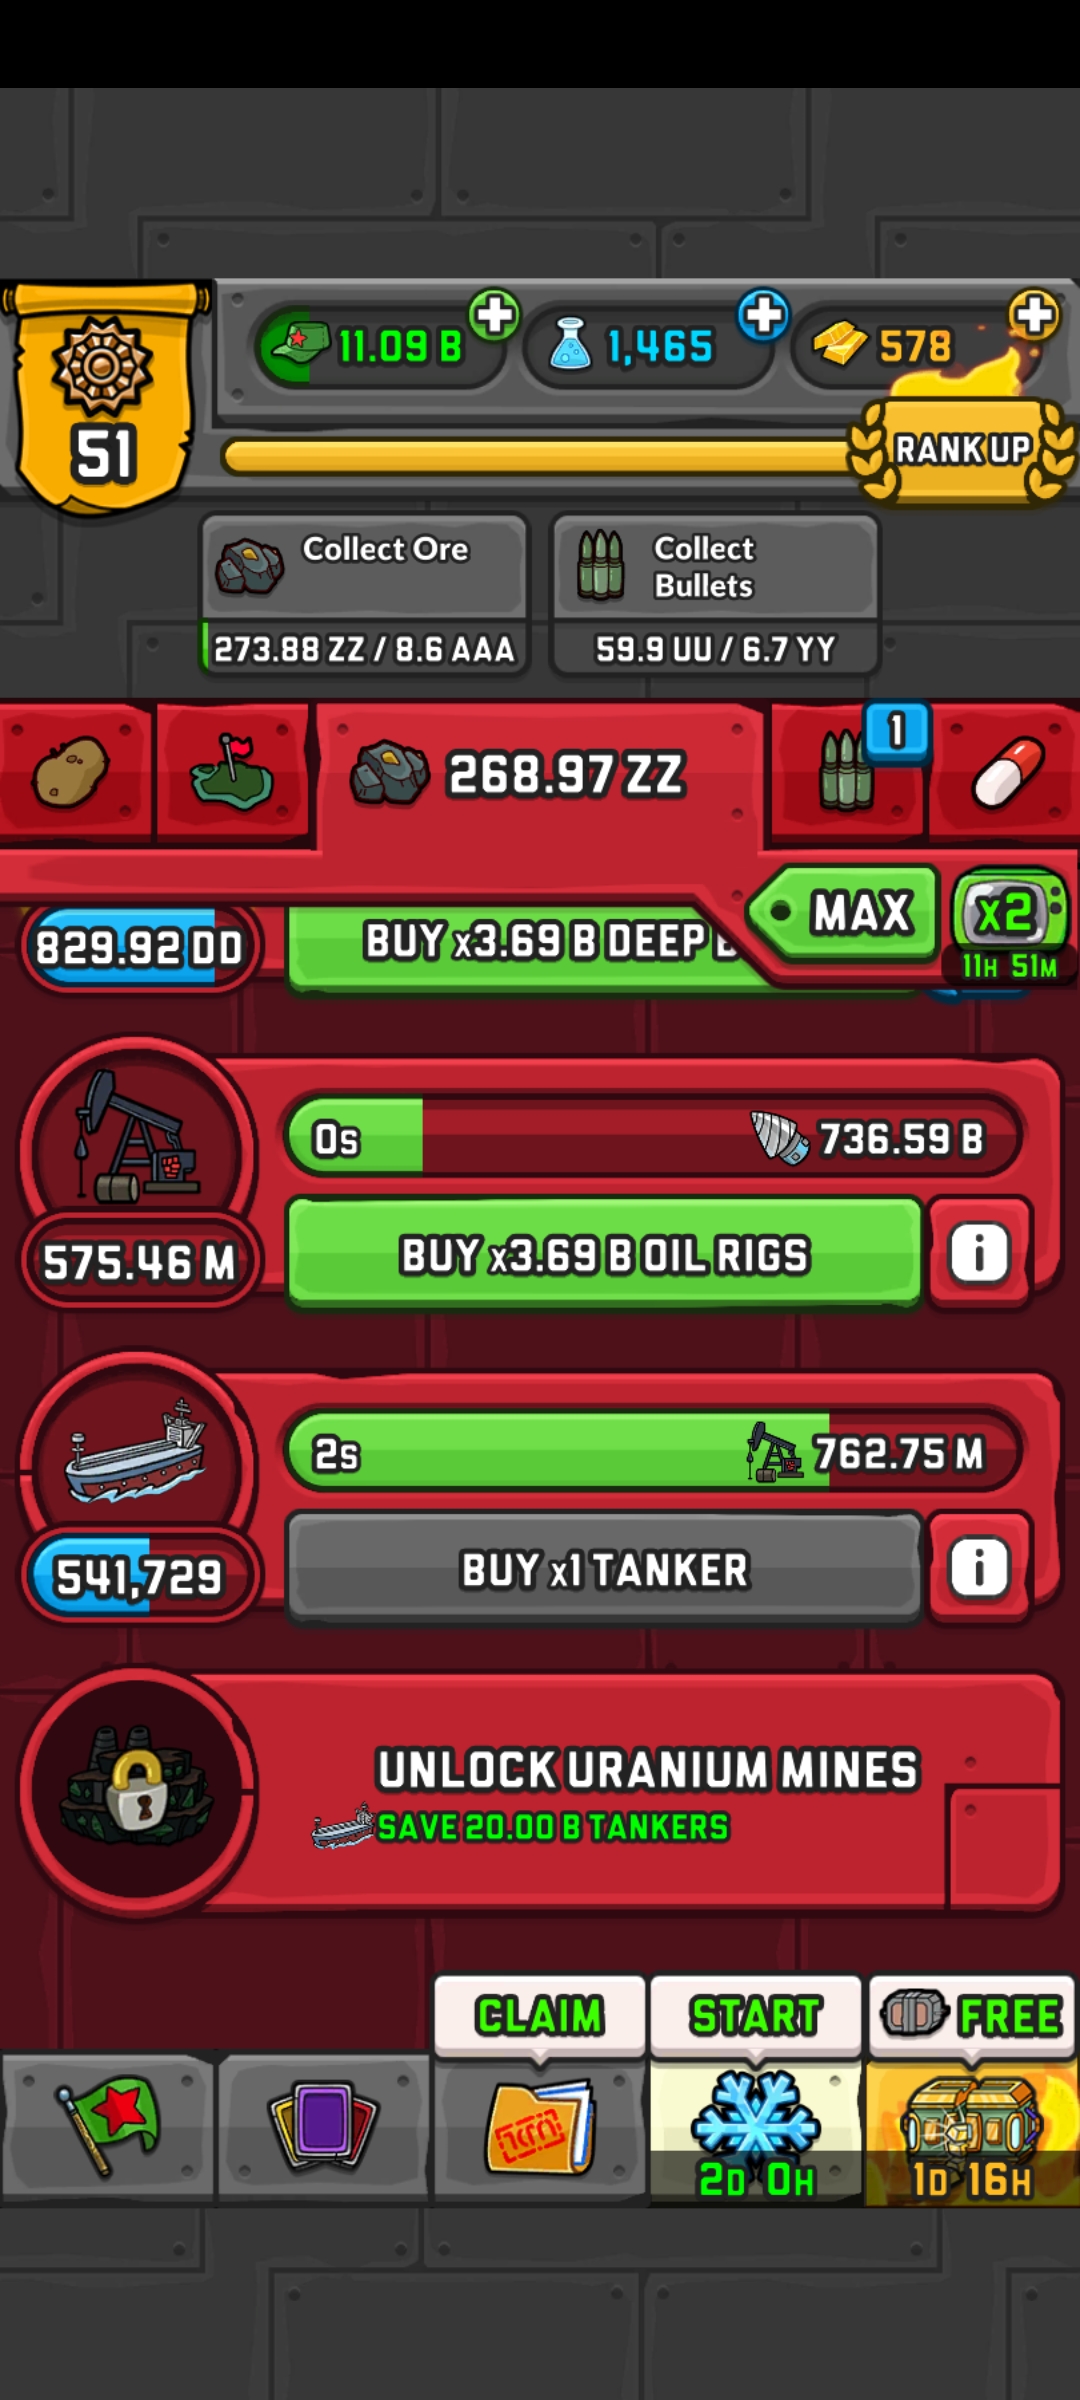 11.09 B
1,465
578
51
RANK UP
Collect Ore
273.88 ZZ / 8.6 AAA
Collect
Bullets
59.9 UU / 6.7 YY
268.97 ZZ
1
MAX
x2
11H 51M
829.92 DD
BUY x3.69 B DEEP
0s
736.59 B
575.46 M
BUY x3.69 B OIL RIGS
i
2s
762.75 M
541,729
BUY x1 TANKER
i
UNLOCK URANIUM MINES
SAVE 20.00 B TANKERS
CLAIM
START
FREE
2D 0H
1D 16H